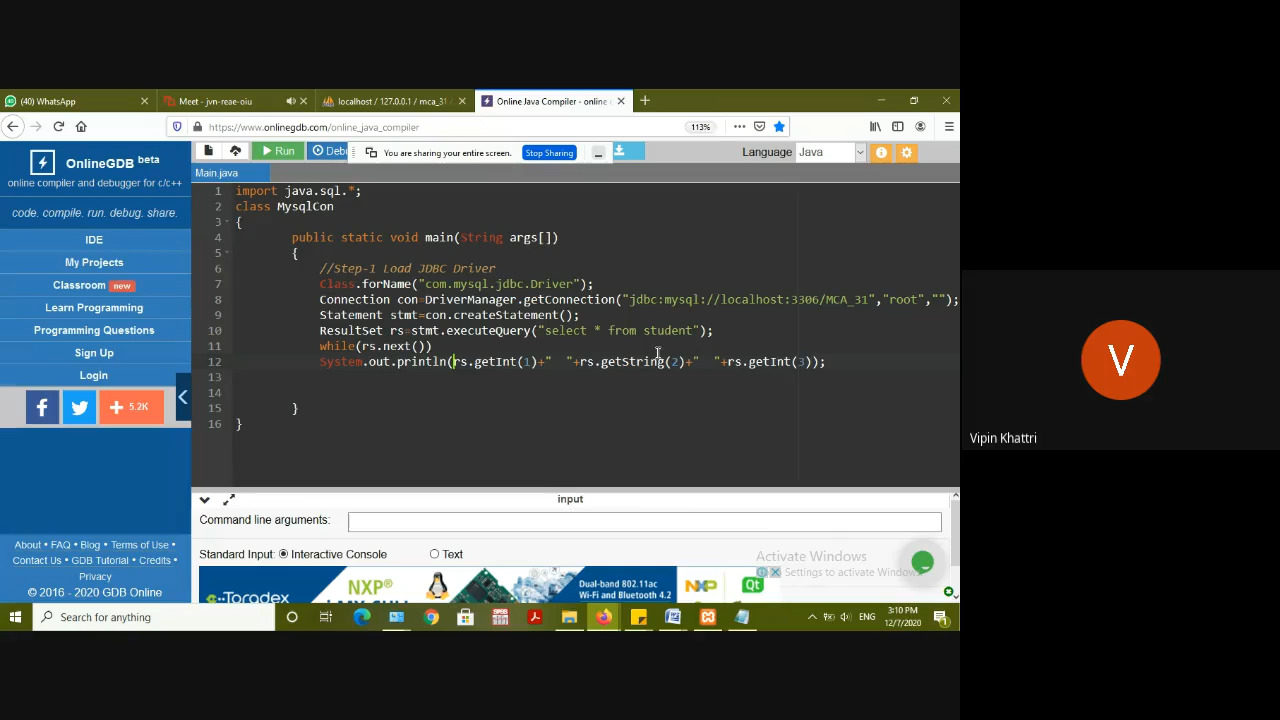 (40) WhatsApp
Meet - jvn-reae-oiu
localhost / 127.0.0.1 / mca_31
Online Java Compiler - online
https://www.onlinegdb.com/online_java_compiler
113%
OnlineGDB beta
online compiler and debugger for c/c++
code. compile. run. debug. share.
IDE
My Projects
Classroom new
Learn Programming
Programming Questions
Sign Up
Login
5.2K
About • FAQ • Blog • Terms of Use •
Contact Us • GDB Tutorial • Credits •
Privacy
© 2016 - 2020 GDB Online
Run
Debu
You are sharing your entire screen.
Stop Sharing
Language Java
Main.java
1 import java.sql.*;
2 class MysqlCon
3 {
4 public static void main(String args[])
5 {
6 //Step-1 Load JDBC Driver
7 Class.forName("com.mysql.jdbc.Driver");
8 Connection con=DriverManager.getConnection("jdbc:mysql://localhost:3306/MCA_31","root","");
9 Statement stmt=con.createStatement();
10 ResultSet rs=stmt.executeQuery("select * from student");
11 while(rs.next())
12 System.out.println(rs.getInt(1)+"  "+rs.getString(2)+"  "+rs.getInt(3));
13
14
15 }
16 }
input
Command line arguments:
Standard Input: Interactive Console Text
Activate Windows
Settings to activate Windows
NXP
Toradex
Dual-band 802.11ac
Wi-Fi and Bluetooth 4.2
NXP
Qt
Search for anything
ENG
3:10 PM
12/7/2020
V
Vipin Khattri